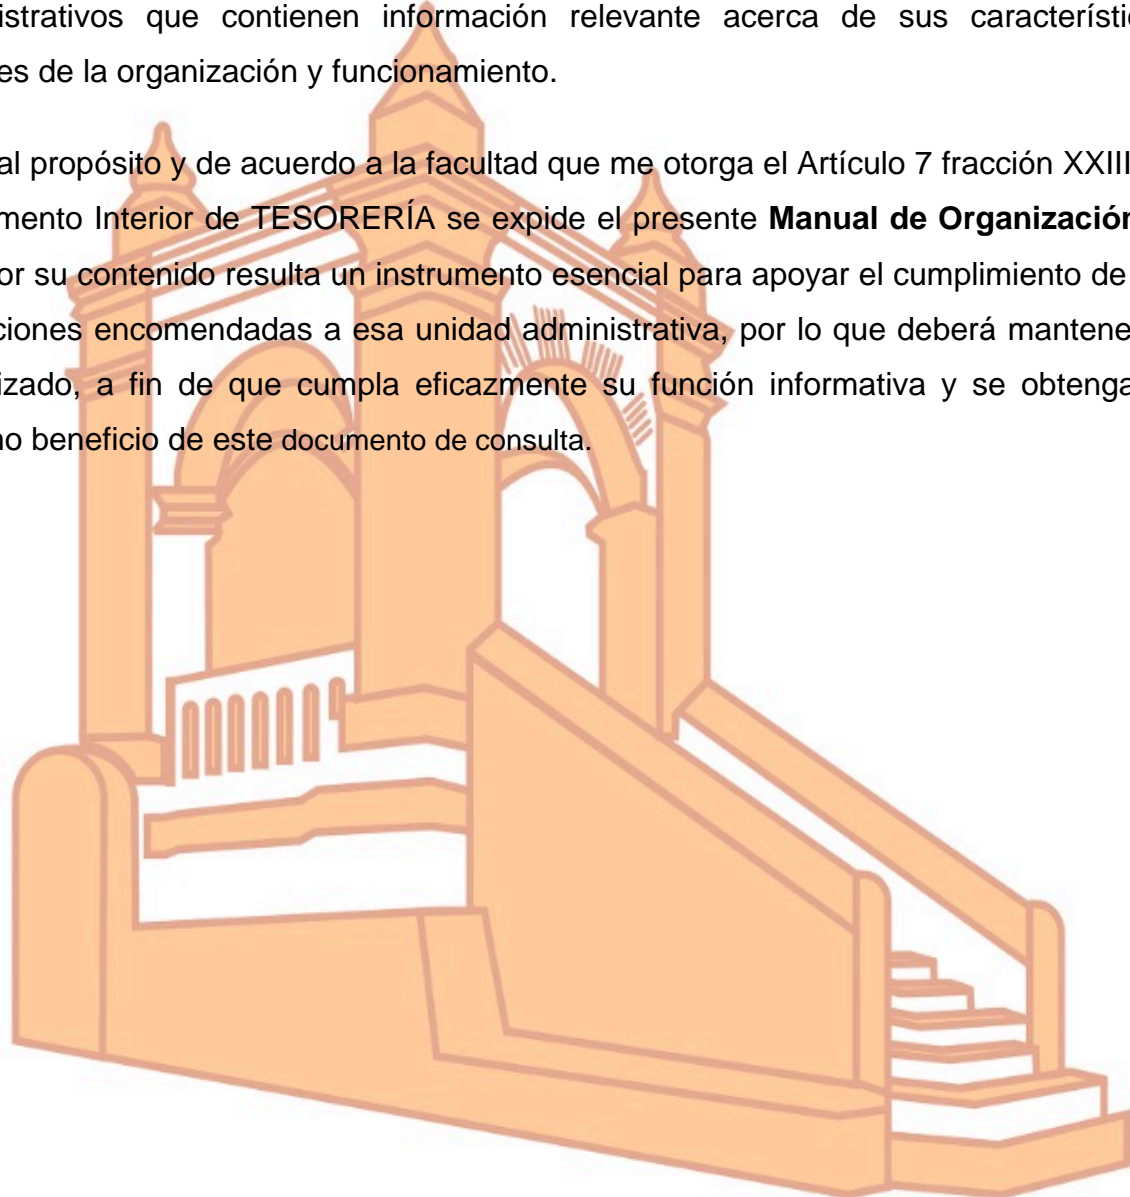 istrativos que contienen información relevante acerca de sus característi
es de la organización y funcionamiento.
al propósito y de acuerdo a la facultad que me otorga el Artículo 7 fracción XXIII
mento Interior de TESORERÍA se expide el presente Manual de Organización
or su contenido resulta un instrumento esencial para apoyar el cumplimiento de
ciones encomendadas a esa unidad administrativa, por lo que deberá mantene
izado, a fin de que cumpla eficazmente su función informativa y se obtenga
no beneficio de este documento de consulta.